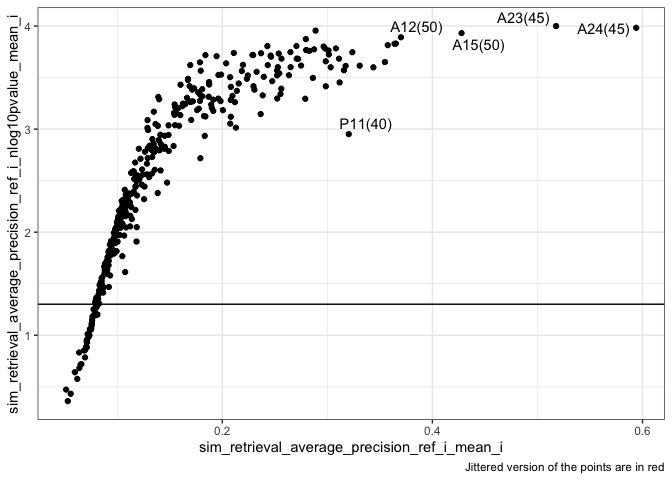 sim_retrieval_average_precision_ref_i_nlog10pvalue_mean_i
4
3
2
1
A12(50)
A23(45)
A15(50)
A24(45)
P11(40)
0.2
0.4
0.6
sim_retrieval_average_precision_ref_i_mean_i
Jittered version of the points are in red